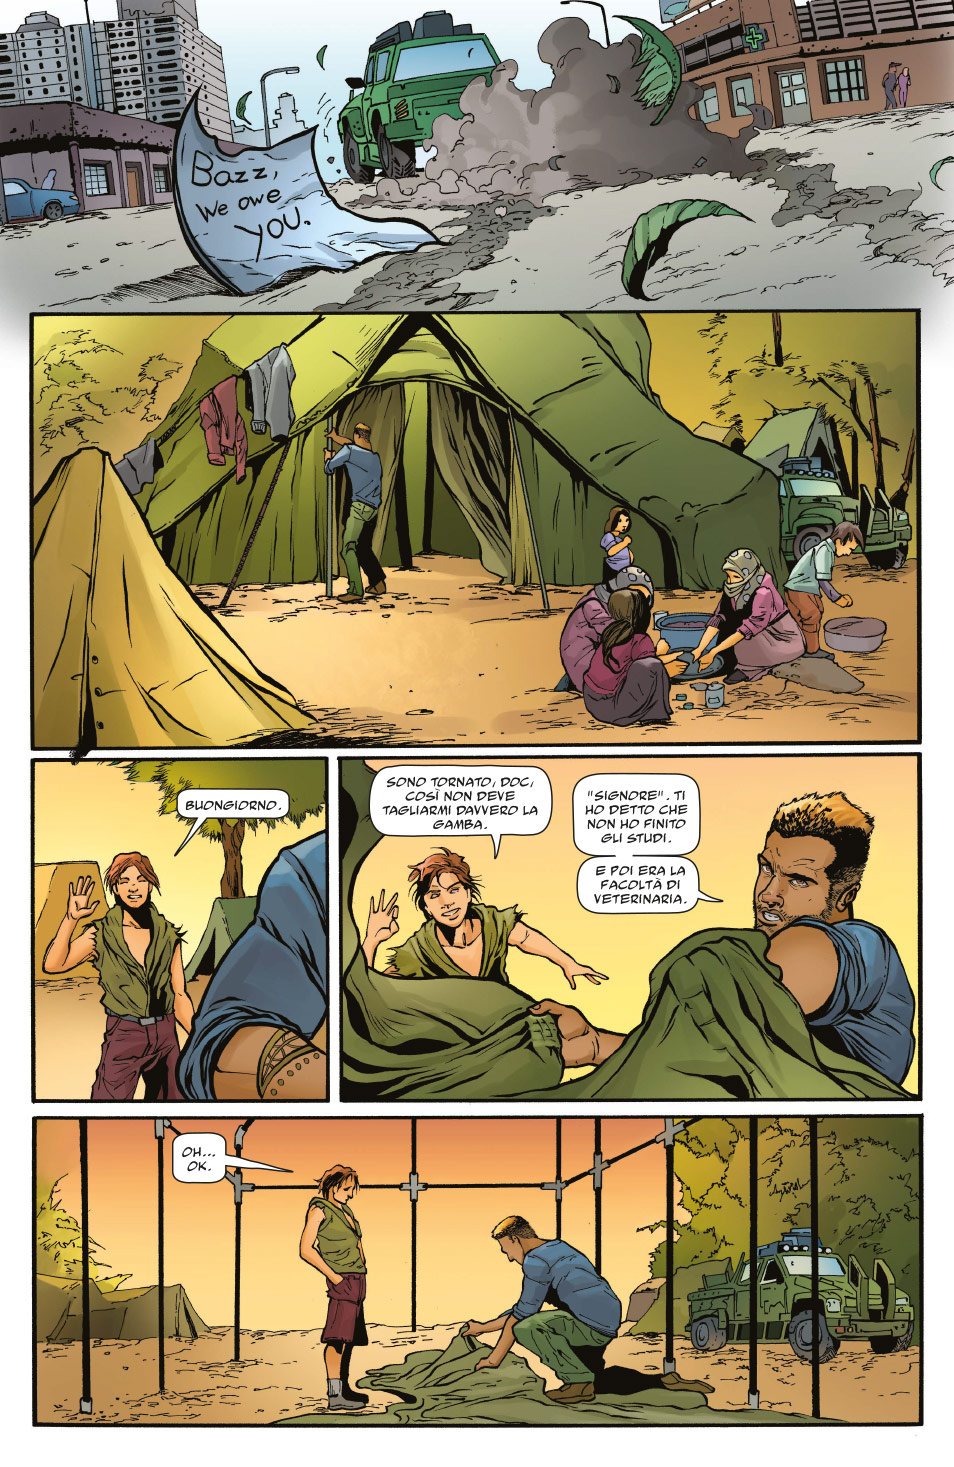 Bazz,
We owe
YOU.
BUONGIORNO.
SONO TORNATO, DOC,
COSÌ NON DEVE
TAGLIARMI DAVVERO LA
GAMBA.
"SIGNORE". TI
HO DETTO CHE
NON HO FINITO
GLI STUDI.
E POI ERA LA
FACOLTÀ DI
VETERINARIA.
OH...
OK.